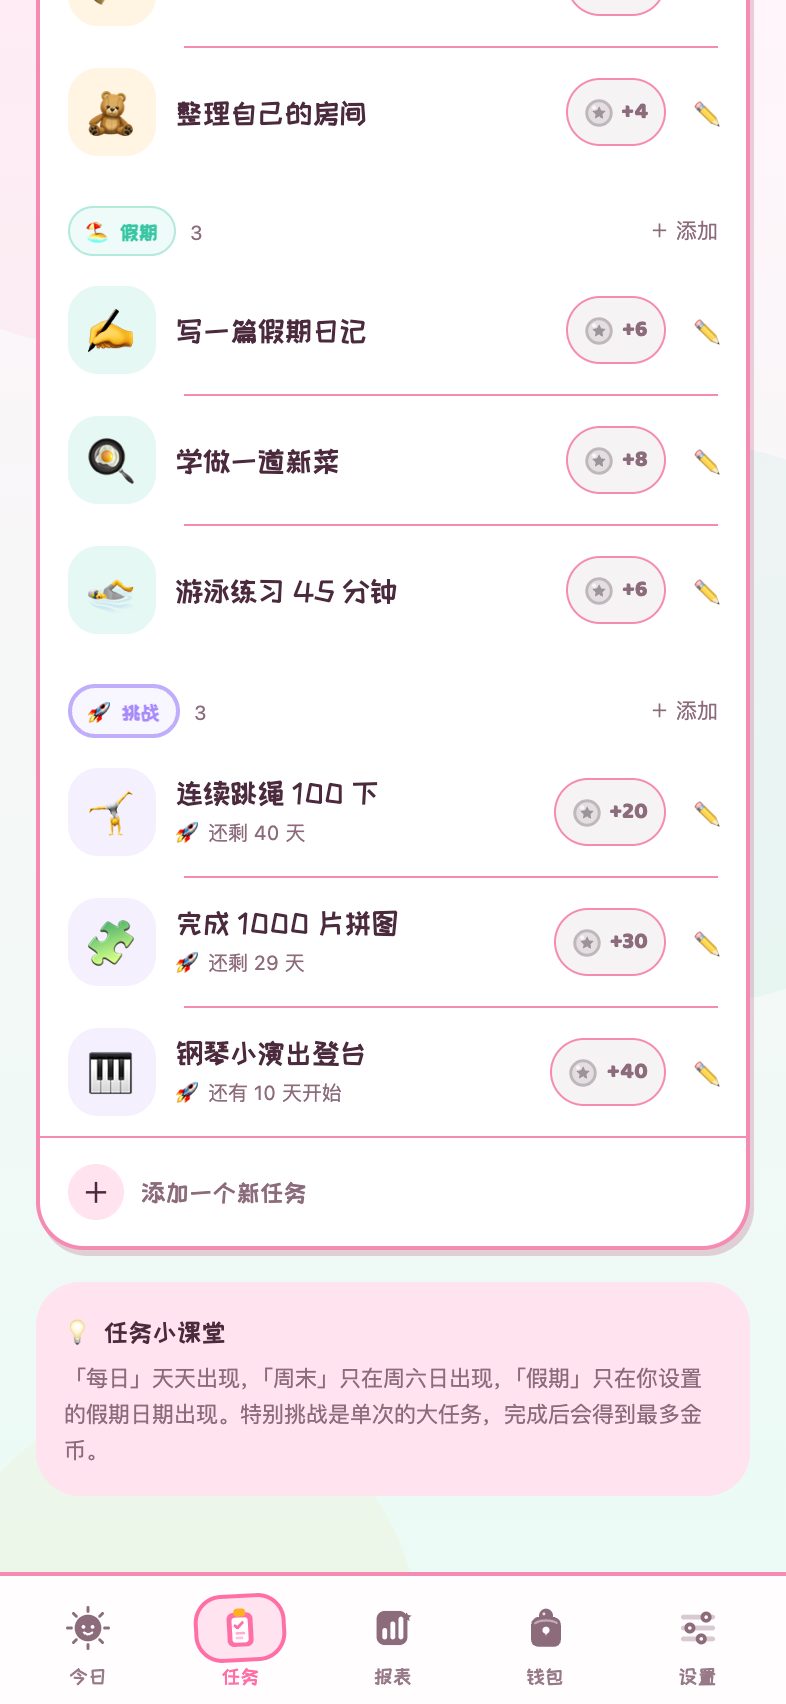 整理自己的房间
+4
假期
3
+ 添加
写一篇假期日记
+6
学做一道新菜
+8
游泳练习 45 分钟
+6
挑战
3
+ 添加
连续跳绳 100 下
还剩 40 天
+20
完成 1000 片拼图
还剩 29 天
+30
钢琴小演出登台
还有 10 天开始
+40
+ 添加一个新任务
任务小课堂
「每日」天天出现，「周末」只在周六日出现，「假期」只在你设置
的假期日期出现。特别挑战是单次的大任务，完成后会得到最多金
币。
今日
任务
报表
钱包
设置